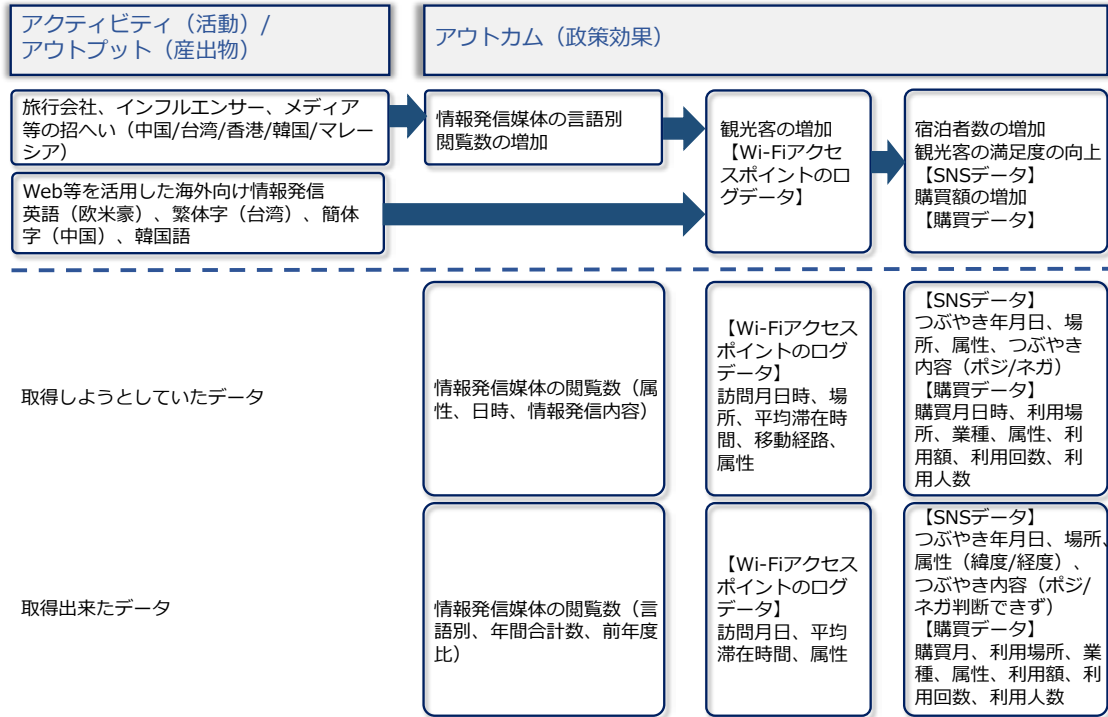 アクティビティ（活動）/
アウトプット（産出物）
アウトカム（政策効果）
旅行会社、インフルエンサー、メディア
等の招へい（中国/台湾/香港/韓国/マレー
シア）
情報発信媒体の言語別
閲覧数の増加
観光客の増加
【Wi-Fiアクセ
スポイントのロ
グデータ】
宿泊者数の増加
観光客の満足度の向上
【SNSデータ】
購買額の増加
【購買データ】
Web等を活用した海外向け情報発信
英語（欧米豪）、繁体字（台湾）、簡体
字（中国）、韓国語
取得しようとしていたデータ
情報発信媒体の閲覧数（属
性、日時、情報発信内容）
【Wi-Fiアクセス
ポイントのログ
データ】
訪問月日時、場
所、平均滞在時
間、移動経路、
属性
【SNSデータ】
つぶやき年月日、場
所、属性、つぶやき
内容（ポジ/ネガ）
【購買データ】
購買月日時、利用場
所、業種、属性、利
用額、利用回数、利
用人数
取得出来たデータ
情報発信媒体の閲覧数（言
語別、年間合計数、前年度
比）
【Wi-Fiアクセス
ポイントのログ
データ】
訪問月日、平均
滞在時間、属性
【SNSデータ】
つぶやき年月日、場所、
属性（緯度/経度）、
つぶやき内容（ポジ/
ネガ判断できず）
【購買データ】
購買月、利用場所、業
種、属性、利用額、利
用回数、利用人数